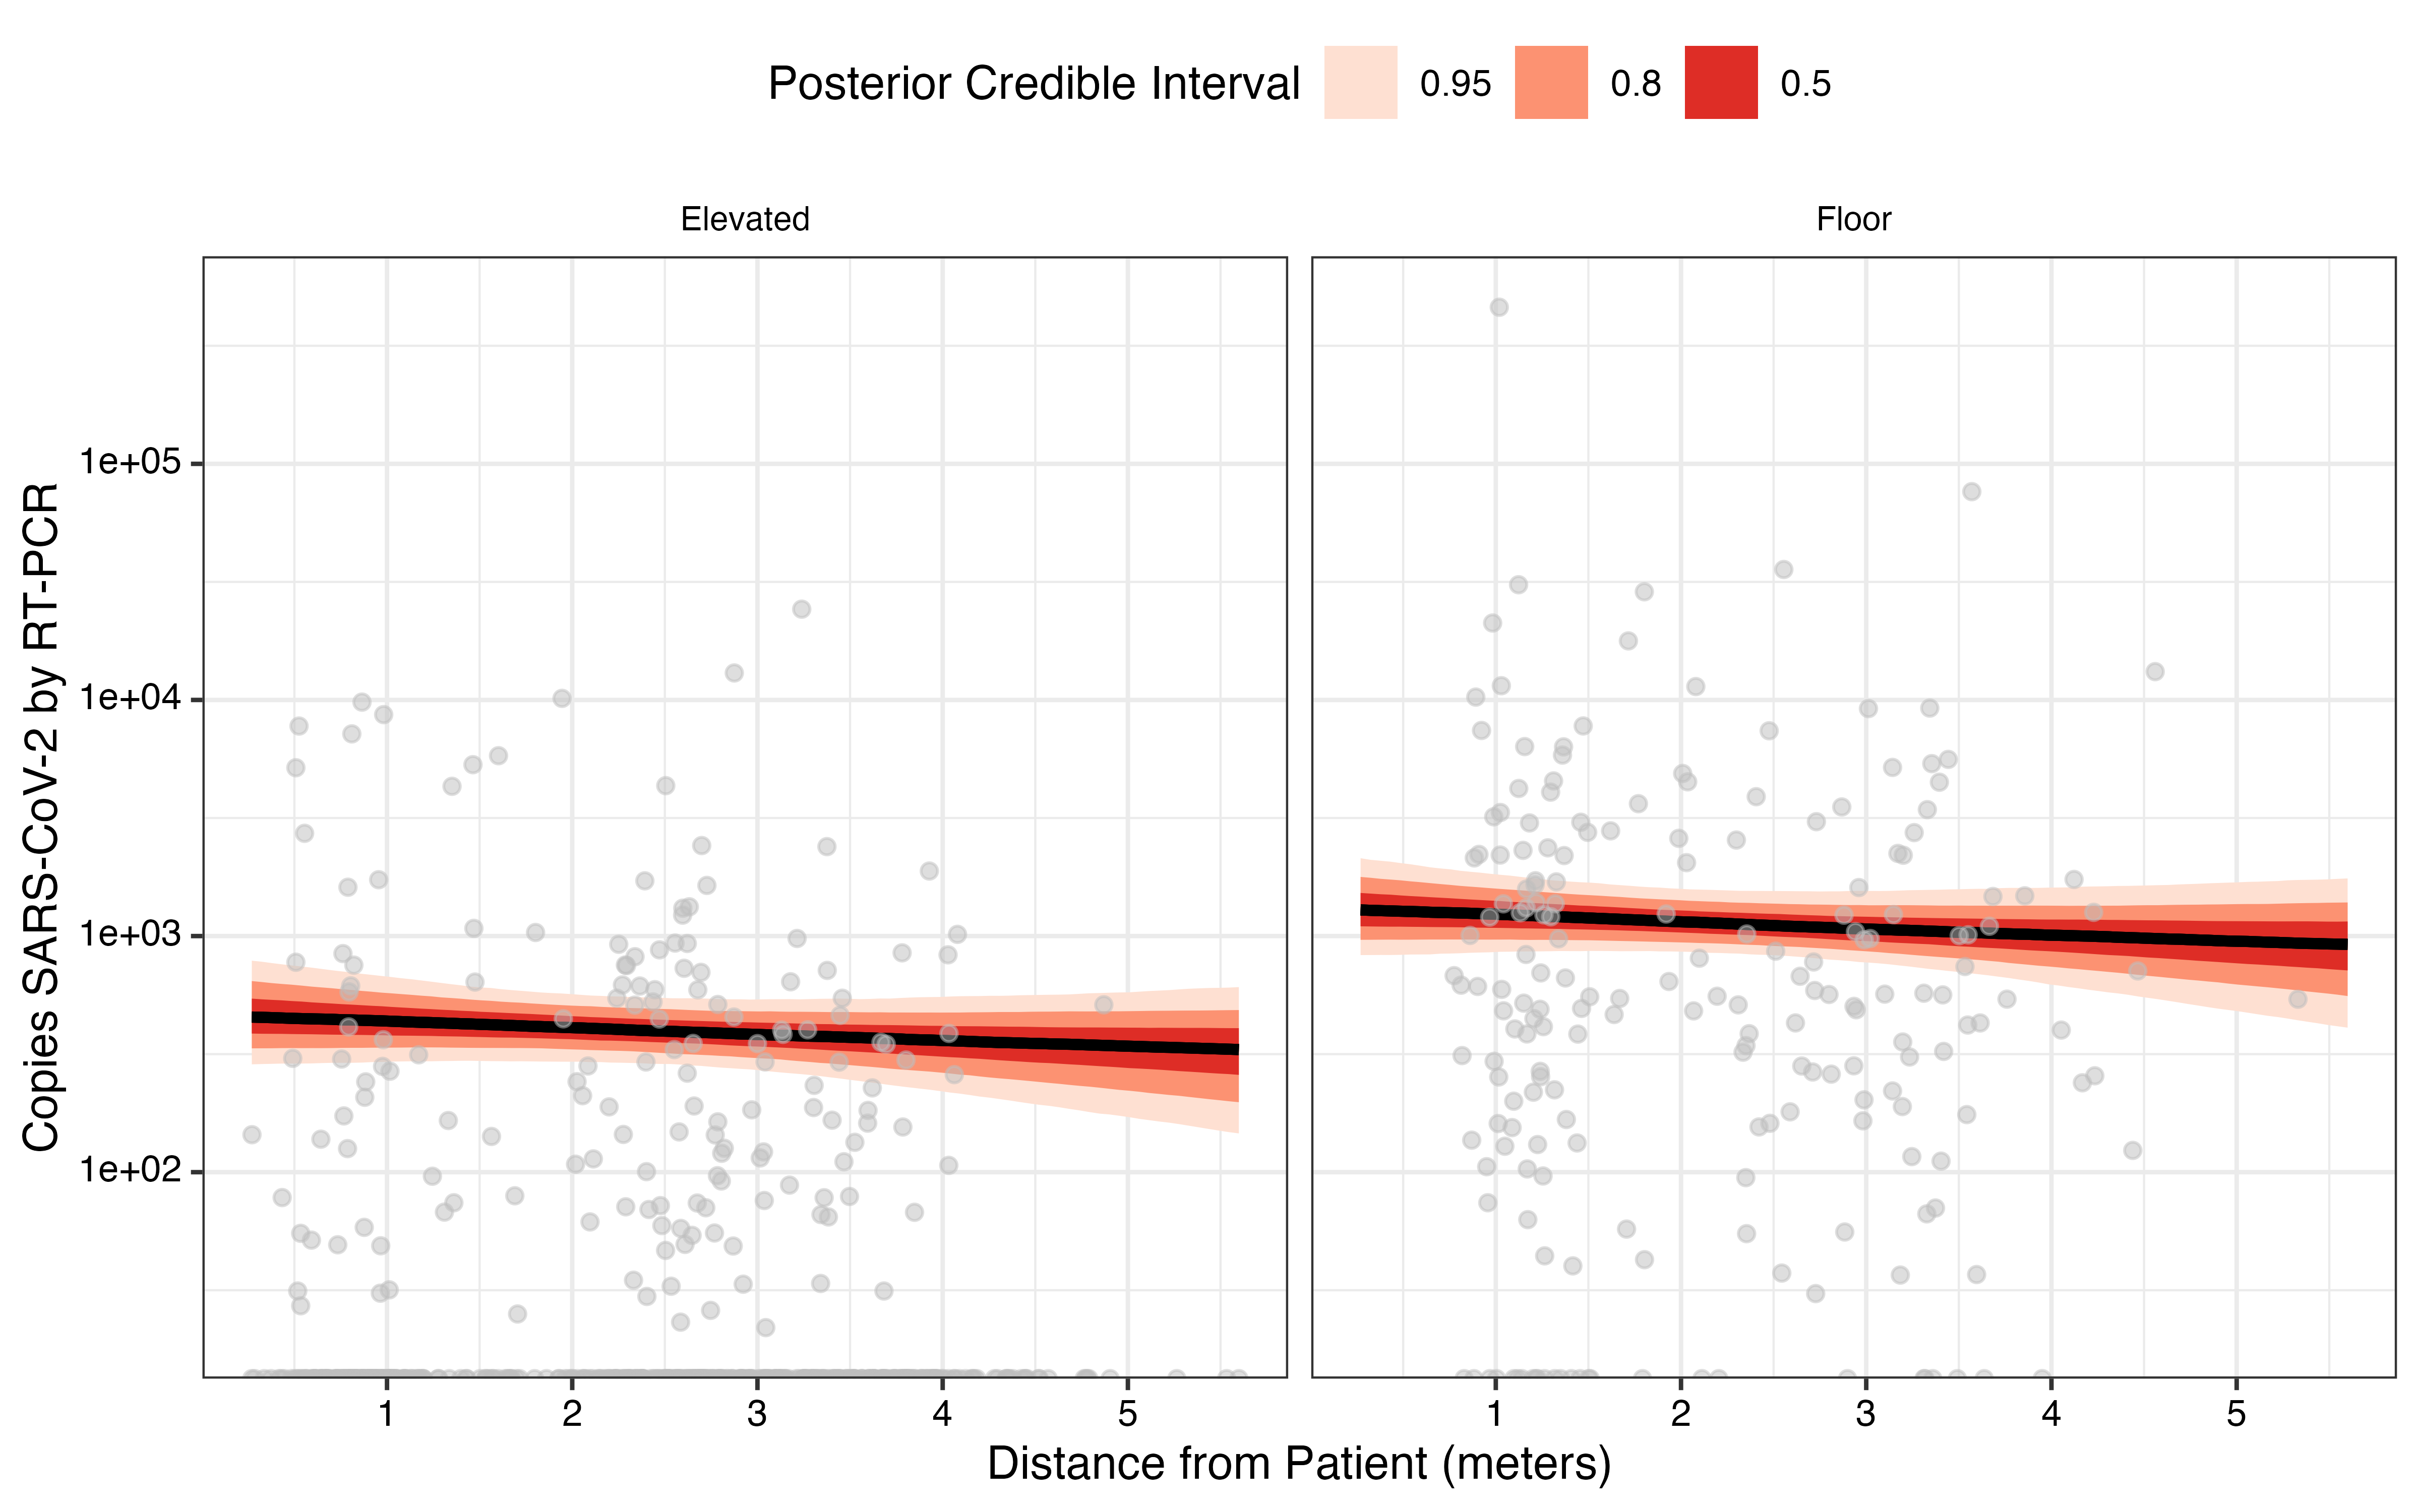 Posterior Credible Interval 0.95 0.8 0.5
Elevated Floor
Copies SARS-CoV-2 by RT-PCR
1e+05
1e+04
1e+03
1e+02
1 2 3 4 5 1 2 3 4 5
Distance from Patient (meters)